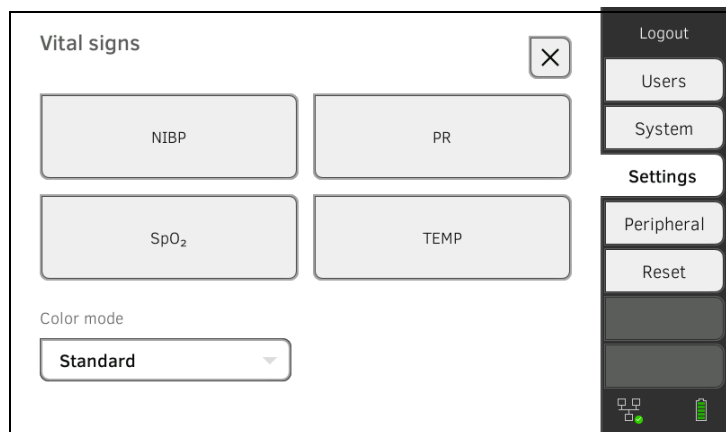 Vital signs
NIBP
PR
SpO₂
TEMP
Color mode
Standard
Logout
Users
System
Settings
Peripheral
Reset